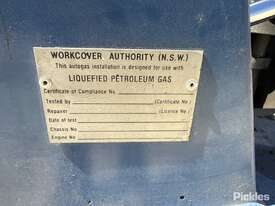 WORKCOVER AUTHORITY (N.S.W.)
This autogas installation is designed for use with
LIQUEFIED PETROLEUM GAS
Certificate of Compliance No.
Tested by (Certificate No.)
Repairer (Licence No.)
Date of test
Chassis No.
Engine No.
Pickles